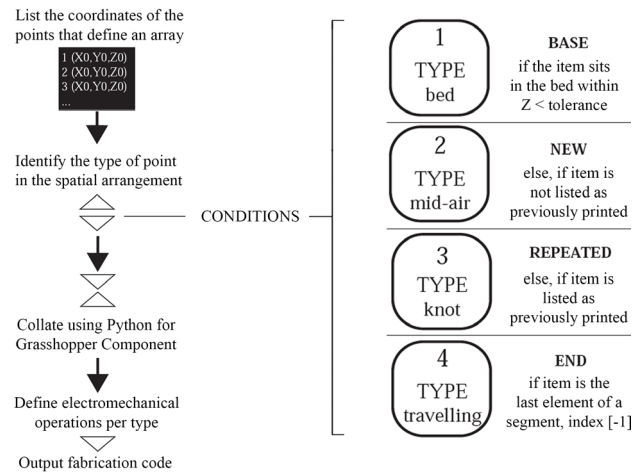 List the coordinates of the
points that define an array
1 (X0,Y0,Z0)
2 (X0,Y0,Z0)
3 (X0,Y0,Z0)
...
Identify the type of point
in the spatial arrangement
CONDITIONS
Collate using Python for
Grasshopper Component
Define electromechanical
operations per type
Output fabrication code
1
TYPE
bed
BASE
if the item sits
in the bed within
Z < tolerance
2
TYPE
mid-air
NEW
else, if item is
not listed as
previously printed
3
TYPE
knot
REPEATED
else, if item is
listed as
previously printed
4
TYPE
travelling
END
if item is the
last element of a
segment, index [-1]